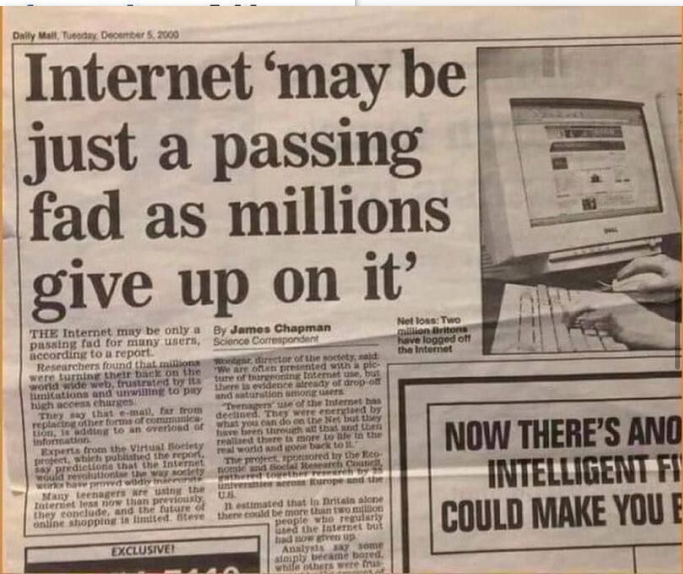 Daily Mail, Tuesday, December 5, 2000
Internet ‘may be
just a passing
fad as millions
give up on it’
THE Internet may be only a
passing fad for many users,
according to a report.
Researchers found that millions
were turning their back on the
world wide web, frustrated by its
limitations and unwilling to pay
high access charges.
They say that e-mail, far from
replacing other forms of communica-
tion, is adding to an overload of
information.
Experts from the Virtual Society
project, which published the report,
say predictions that the Internet
would revolutionise the way society
works have proved wildly inaccurate.
Many teenagers are using the
Internet less now than previously,
they conclude, and the future of
online shopping is limited. Steve
By James Chapman
Science Correspondent
Woolgar, director of the society, said:
‘We are often presented with a pic-
ture of burgeoning Internet use, but
there is evidence already of drop-off
and saturation among users.
‘Teenagers’ use of the Internet has
declined. They were energised by
what you can do on the Net but they
have been through all that and then
realised there is more to life in the
real world and gone back to it.’
The project, sponsored by the Eco-
nomic and Social Research Council,
gathered together research by 25
universities across Europe and the
U.S.
It estimated that in Britain alone
there could be more than two million
people who regularly
used the Internet but
had now given up.
Analysts say some
simply became bored,
while others were frus-
Net loss: Two
million Britons
have logged off
the Internet
DELL
NOW THERE’S ANO
INTELLIGENT FI
COULD MAKE YOU E
EXCLUSIVE!